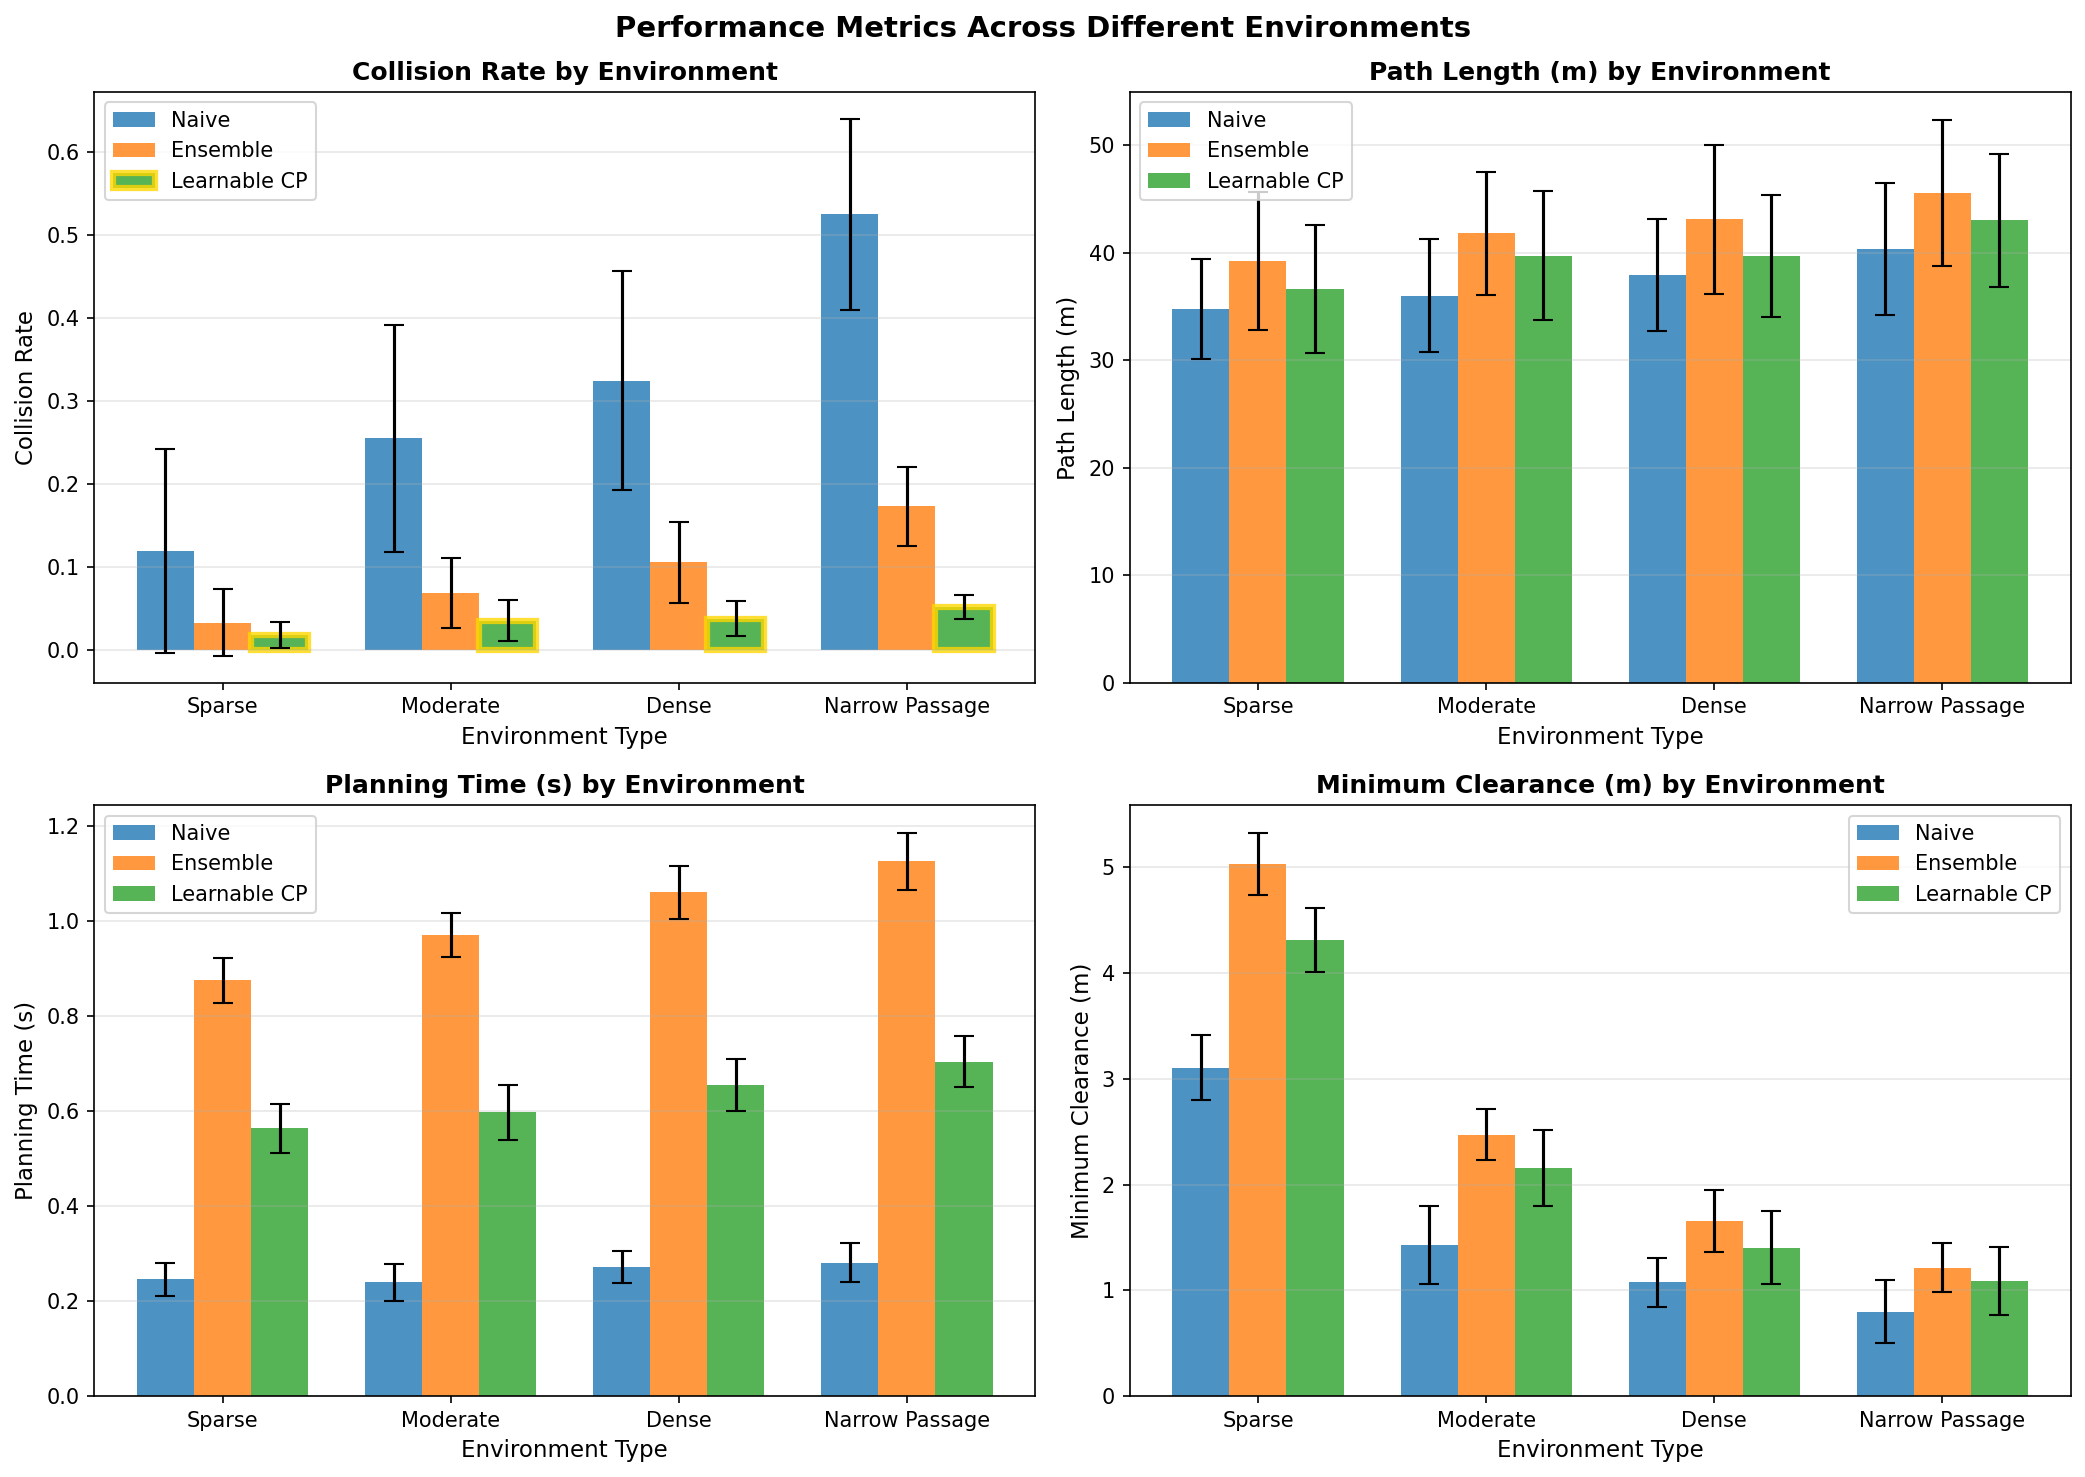 Performance Metrics Across Different Environments
Collision Rate by Environment
Naive
Ensemble
Learnable CP
Collision Rate
0.6
0.5
0.4
0.3
0.2
0.1
0.0
Sparse Moderate Dense Narrow Passage
Environment Type
Path Length (m) by Environment
Naive
Ensemble
Learnable CP
Path Length (m)
50
40
30
20
10
0
Sparse Moderate Dense Narrow Passage
Environment Type
Planning Time (s) by Environment
Naive
Ensemble
Learnable CP
Planning Time (s)
1.2
1.0
0.8
0.6
0.4
0.2
0.0
Sparse Moderate Dense Narrow Passage
Environment Type
Minimum Clearance (m) by Environment
Naive
Ensemble
Learnable CP
Minimum Clearance (m)
5
4
3
2
1
0
Sparse Moderate Dense Narrow Passage
Environment Type